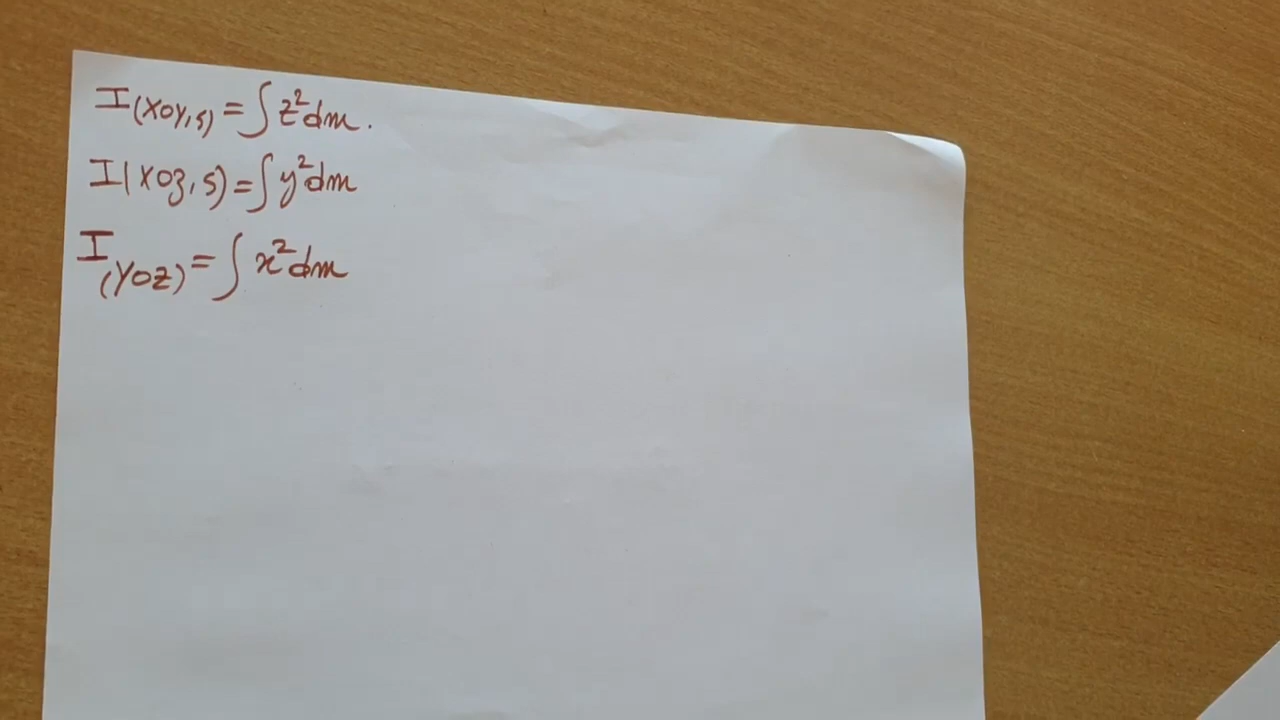 I(XOY,S) = ∫z²dm.
I(XOz,S) = ∫y²dm
I(YOZ) = ∫x²dm